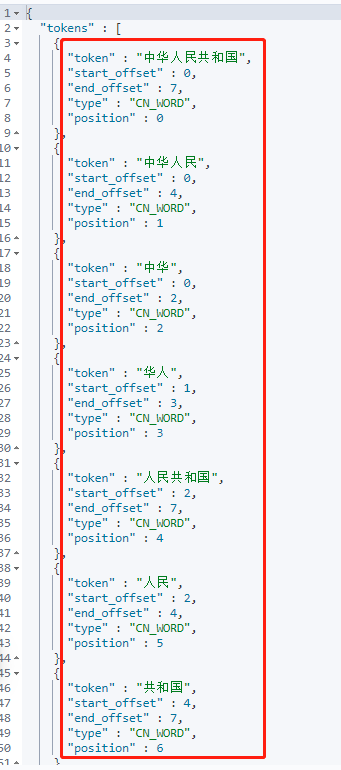 1 {
2 "tokens" : [
3 {
4 "token" : "中华人民共和国",
5 "start_offset" : 0,
6 "end_offset" : 7,
7 "type" : "CN_WORD",
8 "position" : 0
9 },
10 {
11 "token" : "中华人民",
12 "start_offset" : 0,
13 "end_offset" : 4,
14 "type" : "CN_WORD",
15 "position" : 1
16 },
17 {
18 "token" : "中华",
19 "start_offset" : 0,
20 "end_offset" : 2,
21 "type" : "CN_WORD",
22 "position" : 2
23 },
24 {
25 "token" : "华人",
26 "start_offset" : 1,
27 "end_offset" : 3,
28 "type" : "CN_WORD",
29 "position" : 3
30 },
31 {
32 "token" : "人民共和国",
33 "start_offset" : 2,
34 "end_offset" : 7,
35 "type" : "CN_WORD",
36 "position" : 4
37 },
38 {
39 "token" : "人民",
40 "start_offset" : 2,
41 "end_offset" : 4,
42 "type" : "CN_WORD",
43 "position" : 5
44 },
45 {
46 "token" : "共和国",
47 "start_offset" : 4,
48 "end_offset" : 7,
49 "type" : "CN_WORD",
50 "position" : 6
51 }